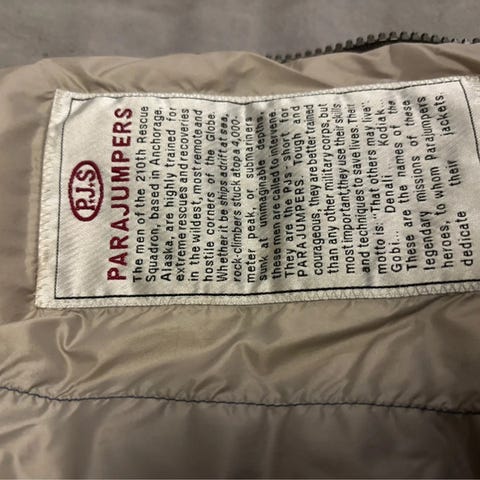 P.J.S
PARAJUMPERS
The men of the 210th Rescue
Squadron, based in Anchorage,
Alaska, are highly trained for
extreme rescues and recoveries
in the wildest, most remote and
hostile corners of the globe.
Whether it be ships adrift at sea,
rock-climbers stuck atop a 4,000-
meter peak, or submariners
sunk at unimaginable depths,
these men are called to intervene.
They are the PJs - short for
PARAJUMPERS. Tough and
courageous, they are better trained
than any other military corps, but
most important, they use their skills
and techniques to save lives. Their
motto is: "That others may live"
Gobi... Denali Kodiak...
These are the names of these
legendary missions of these
heroes, to whom Parajumpers
dedicate their jackets.